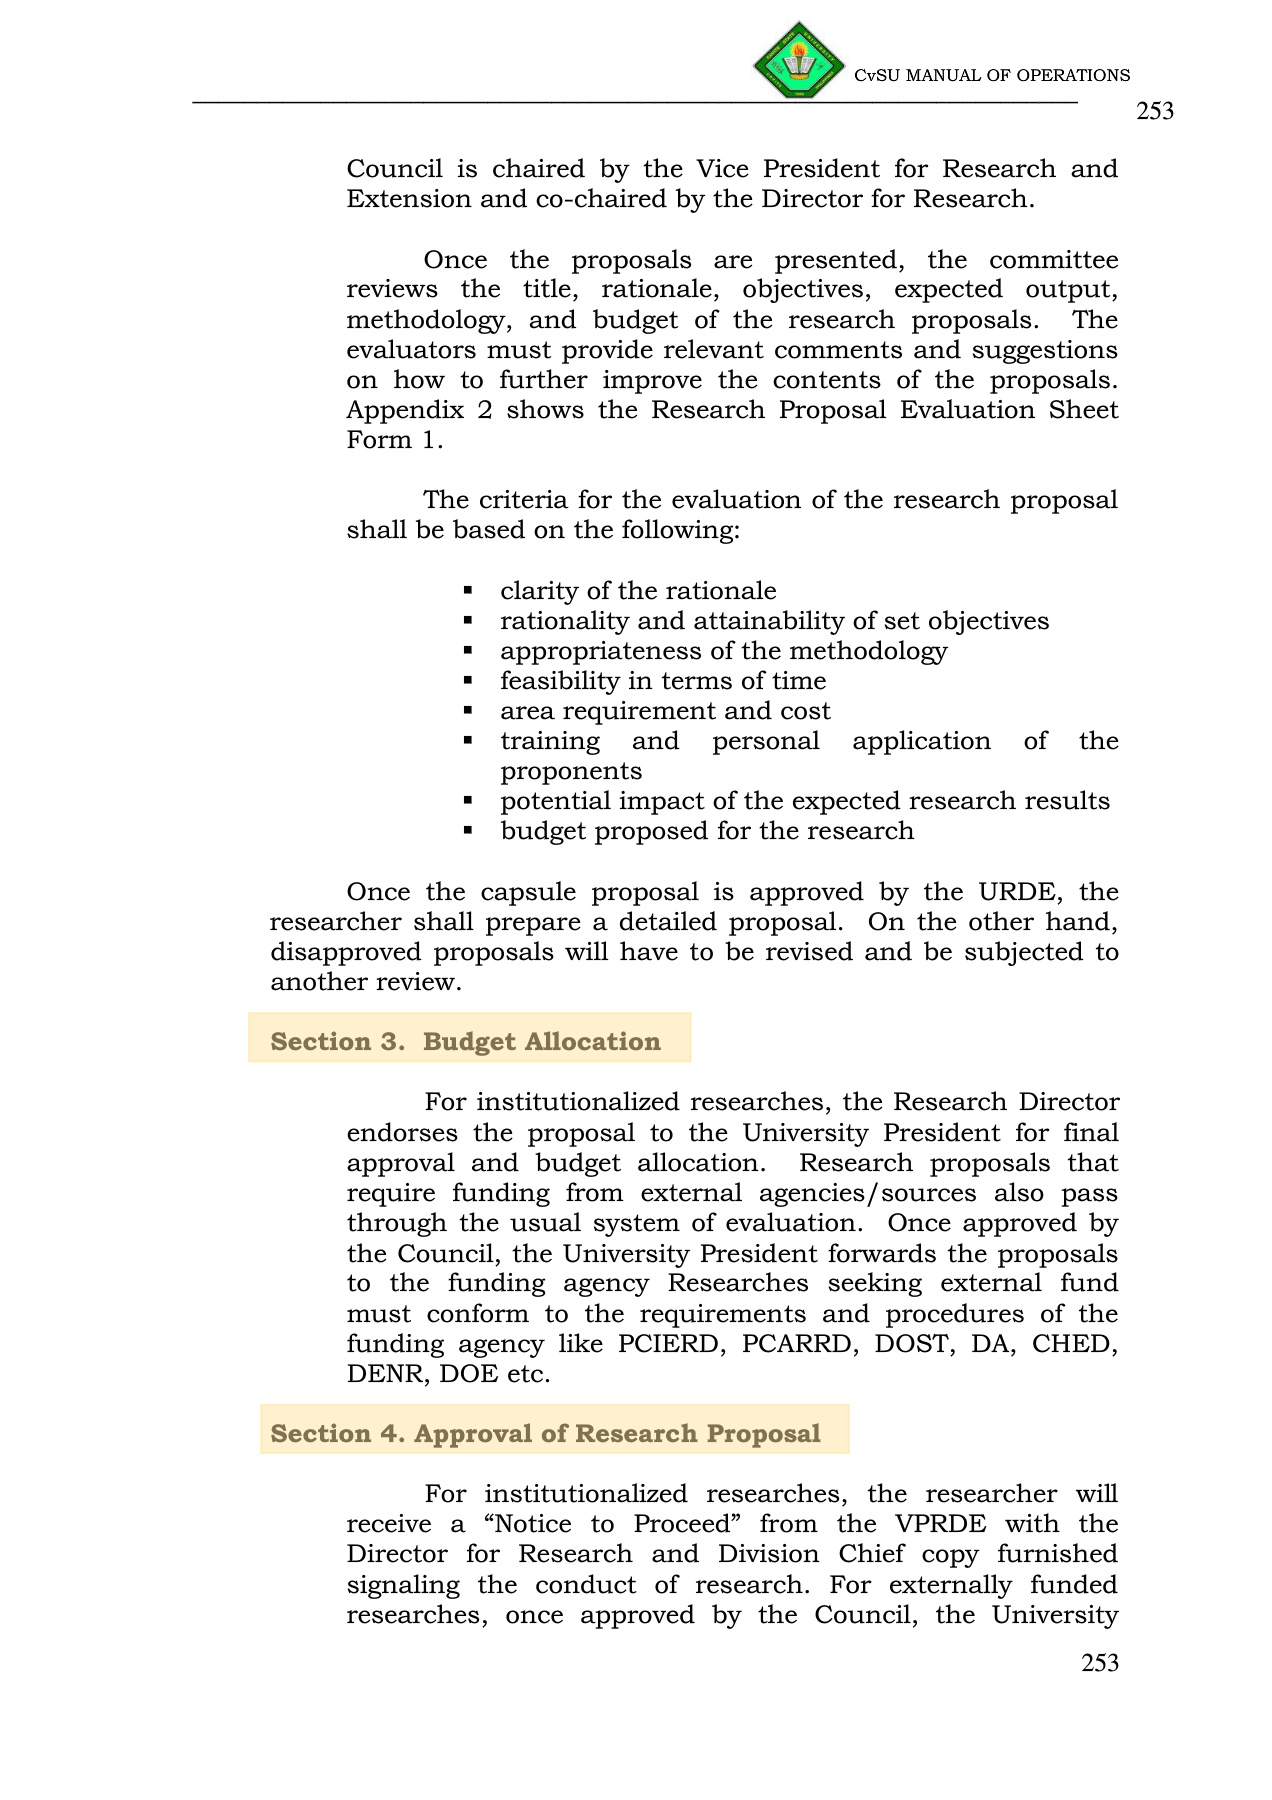 CvSU MANUAL OF OPERATIONS
253
Council is chaired by the Vice President for Research and
Extension and co-chaired by the Director for Research.
Once the proposals are presented, the committee
reviews the title, rationale, objectives, expected output,
methodology, and budget of the research proposals. The
evaluators must provide relevant comments and suggestions
on how to further improve the contents of the proposals.
Appendix 2 shows the Research Proposal Evaluation Sheet
Form 1.
The criteria for the evaluation of the research proposal
shall be based on the following:
▪ clarity of the rationale
▪ rationality and attainability of set objectives
▪ appropriateness of the methodology
▪ feasibility in terms of time
▪ area requirement and cost
▪ training and personal application of the
proponents
▪ potential impact of the expected research results
▪ budget proposed for the research
Once the capsule proposal is approved by the URDE, the
researcher shall prepare a detailed proposal. On the other hand,
disapproved proposals will have to be revised and be subjected to
another review.
Section 3. Budget Allocation
For institutionalized researches, the Research Director
endorses the proposal to the University President for final
approval and budget allocation. Research proposals that
require funding from external agencies/sources also pass
through the usual system of evaluation. Once approved by
the Council, the University President forwards the proposals
to the funding agency Researches seeking external fund
must conform to the requirements and procedures of the
funding agency like PCIERD, PCARRD, DOST, DA, CHED,
DENR, DOE etc.
Section 4. Approval of Research Proposal
For institutionalized researches, the researcher will
receive a “Notice to Proceed” from the VPRDE with the
Director for Research and Division Chief copy furnished
signaling the conduct of research. For externally funded
researches, once approved by the Council, the University
253